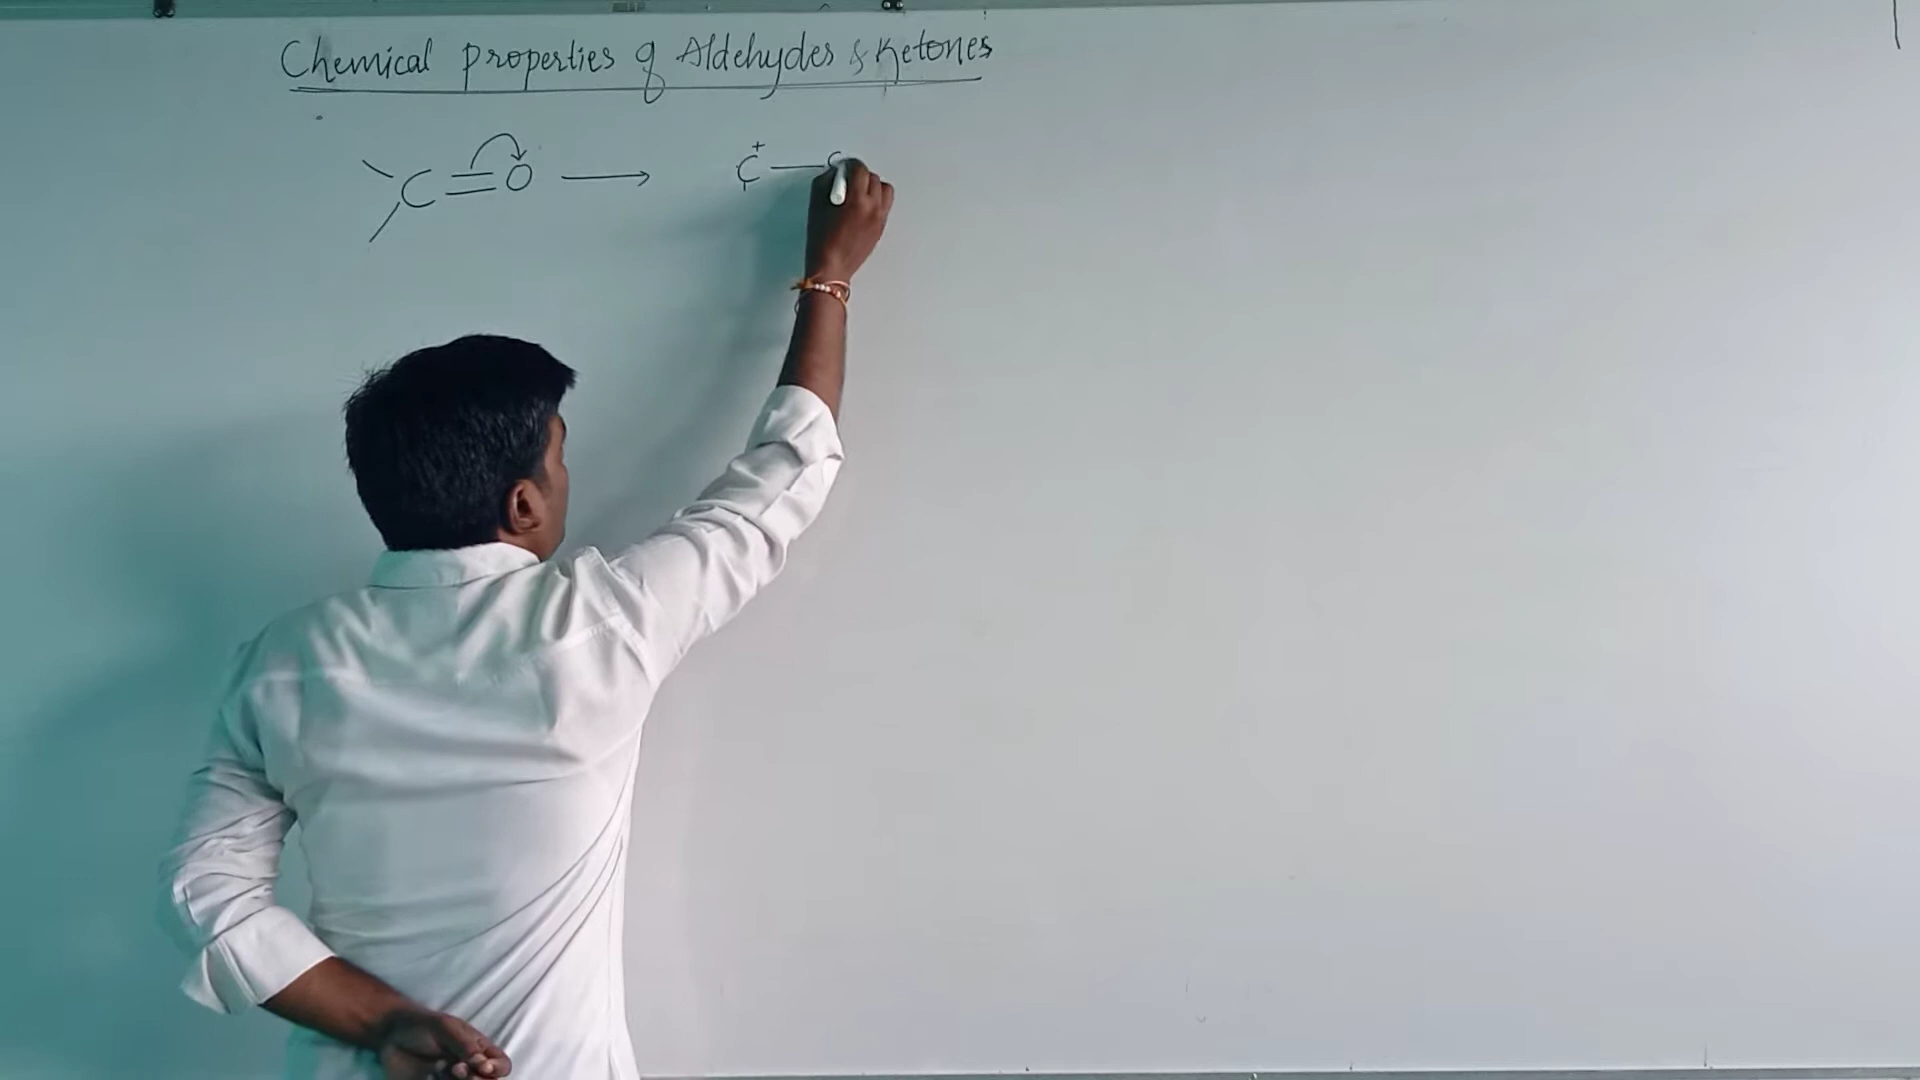 Chemical properties of Aldehydes & Ketones
C=O ⟶ C⁺—